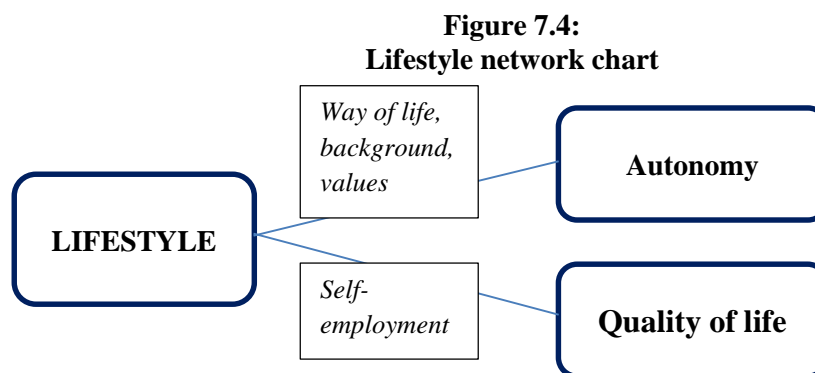 Figure 7.4:
Lifestyle network chart
Way of life,
background,
values
Autonomy
LIFESTYLE
Self-
employment
Quality of life